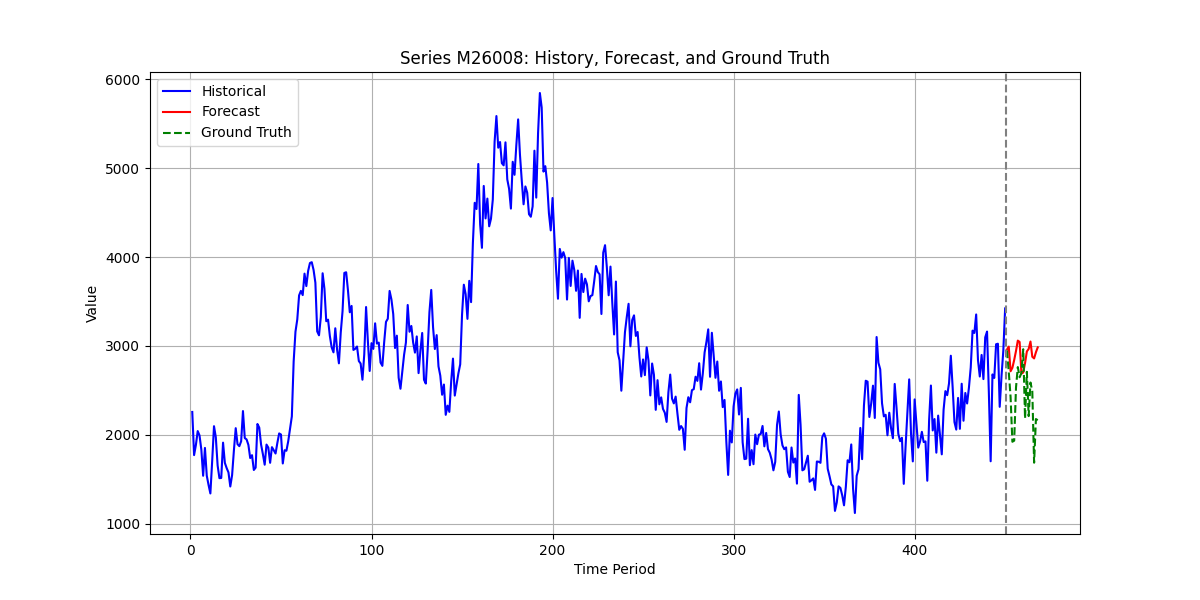 Series M26008: History, Forecast, and Ground Truth
Historical
Forecast
Ground Truth
6000
5000
4000
3000
2000
1000
Value
0
100
200
300
400
Time Period